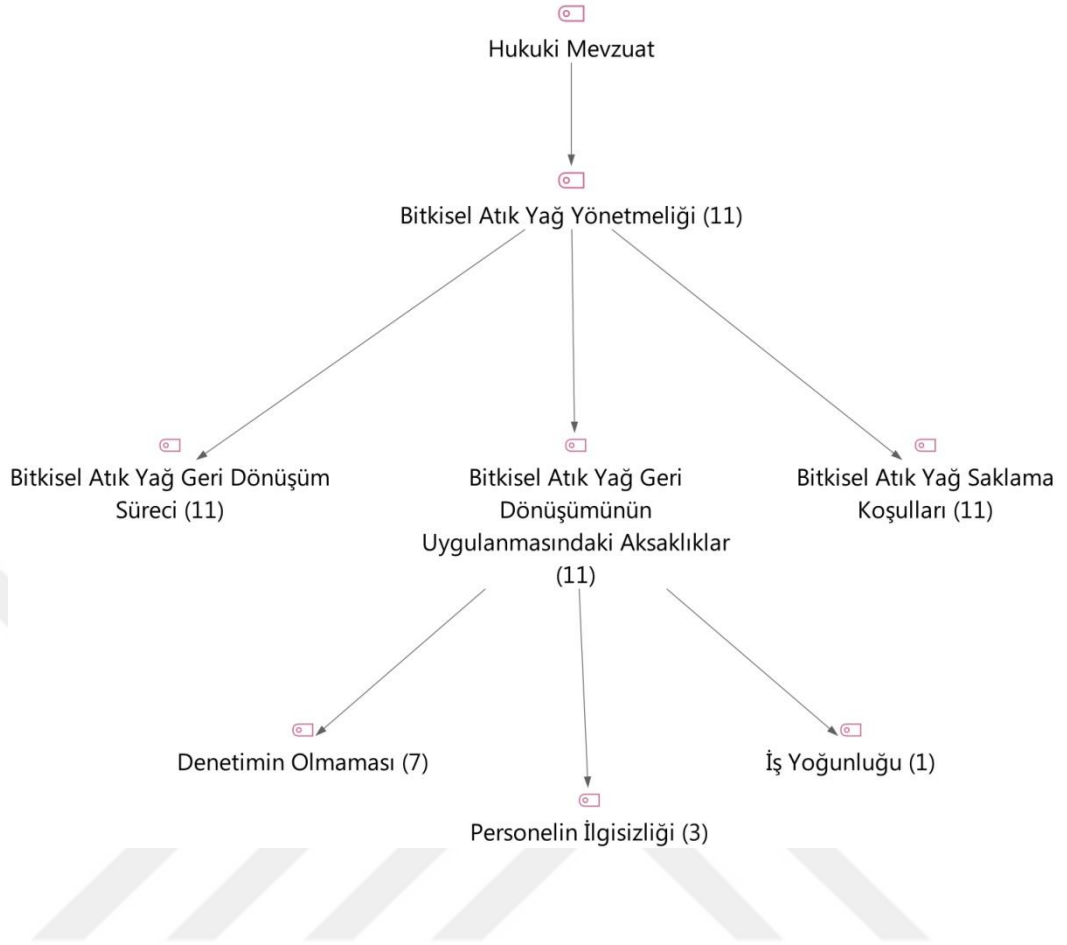 Hukuki Mevzuat
Bitkisel Atık Yağ Yönetmeliği (11)
Bitkisel Atık Yağ Geri Dönüşüm
Süreci (11)
Bitkisel Atık Yağ Geri
Dönüşümünün
Uygulanmasındaki Aksaklıklar
(11)
Bitkisel Atık Yağ Saklama
Koşulları (11)
Denetimin Olmaması (7)
Personelin İlgisizliği (3)
İş Yoğunluğu (1)